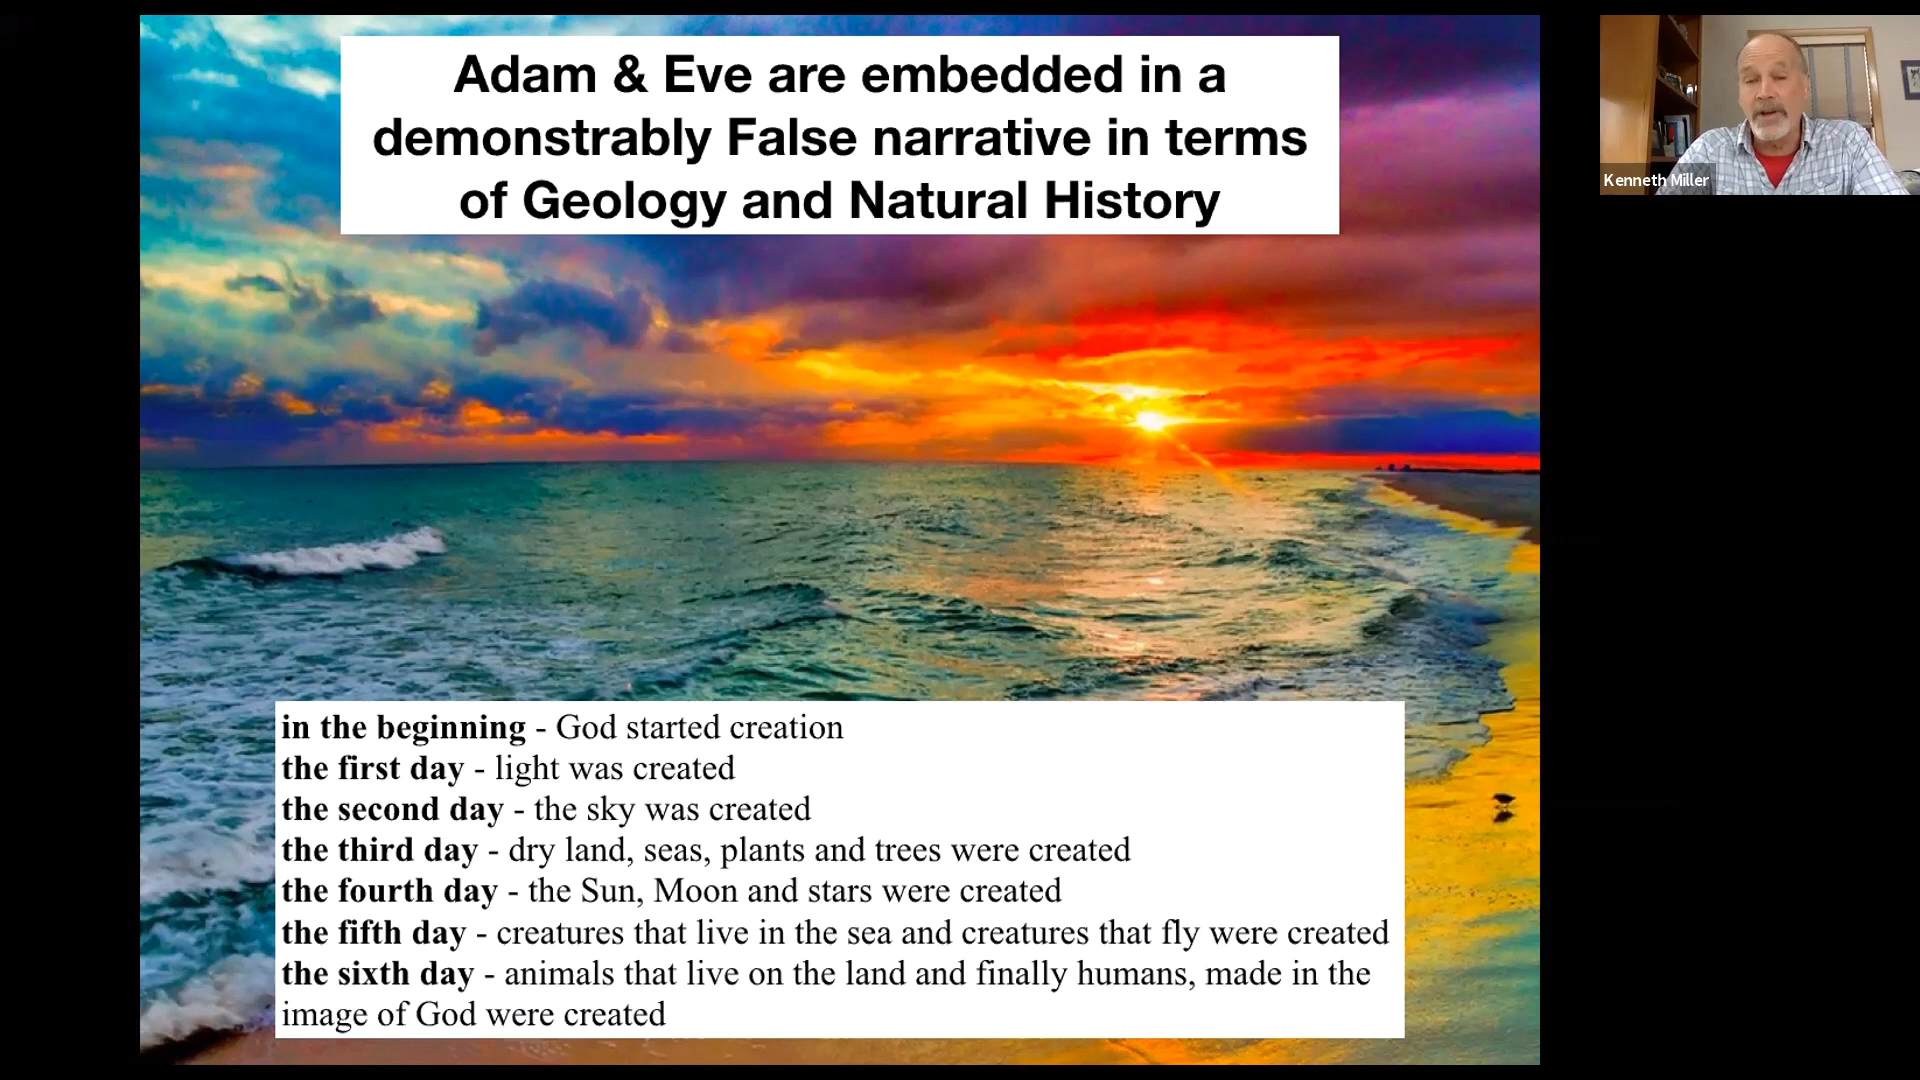 Adam & Eve are embedded in a
demonstrably False narrative in terms
of Geology and Natural History
Kenneth Miller
in the beginning - God started creation
the first day - light was created
the second day - the sky was created
the third day - dry land, seas, plants and trees were created
the fourth day - the Sun, Moon and stars were created
the fifth day - creatures that live in the sea and creatures that fly were created
the sixth day - animals that live on the land and finally humans, made in the
image of God were created